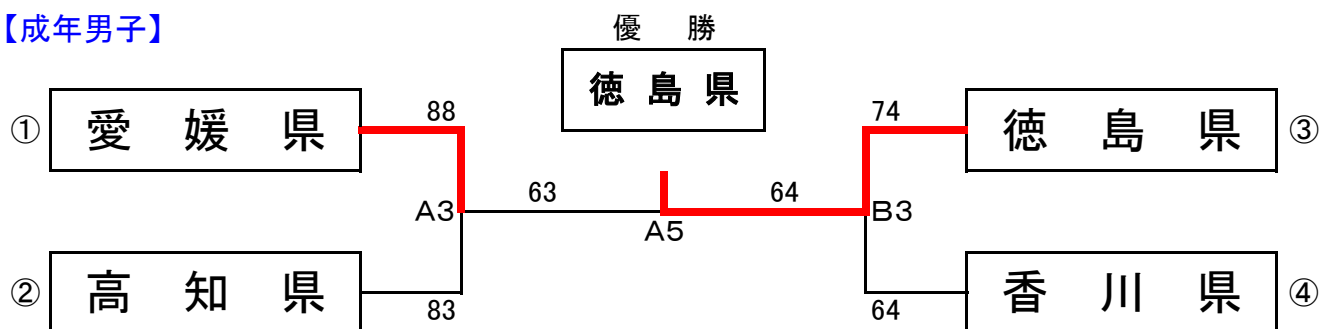 【成年男子】
優 勝
徳 島 県
① 愛 媛 県 88 74 徳 島 県 ③
63 64
A3 B3
A5
② 高 知 県 83 64 香 川 県 ④